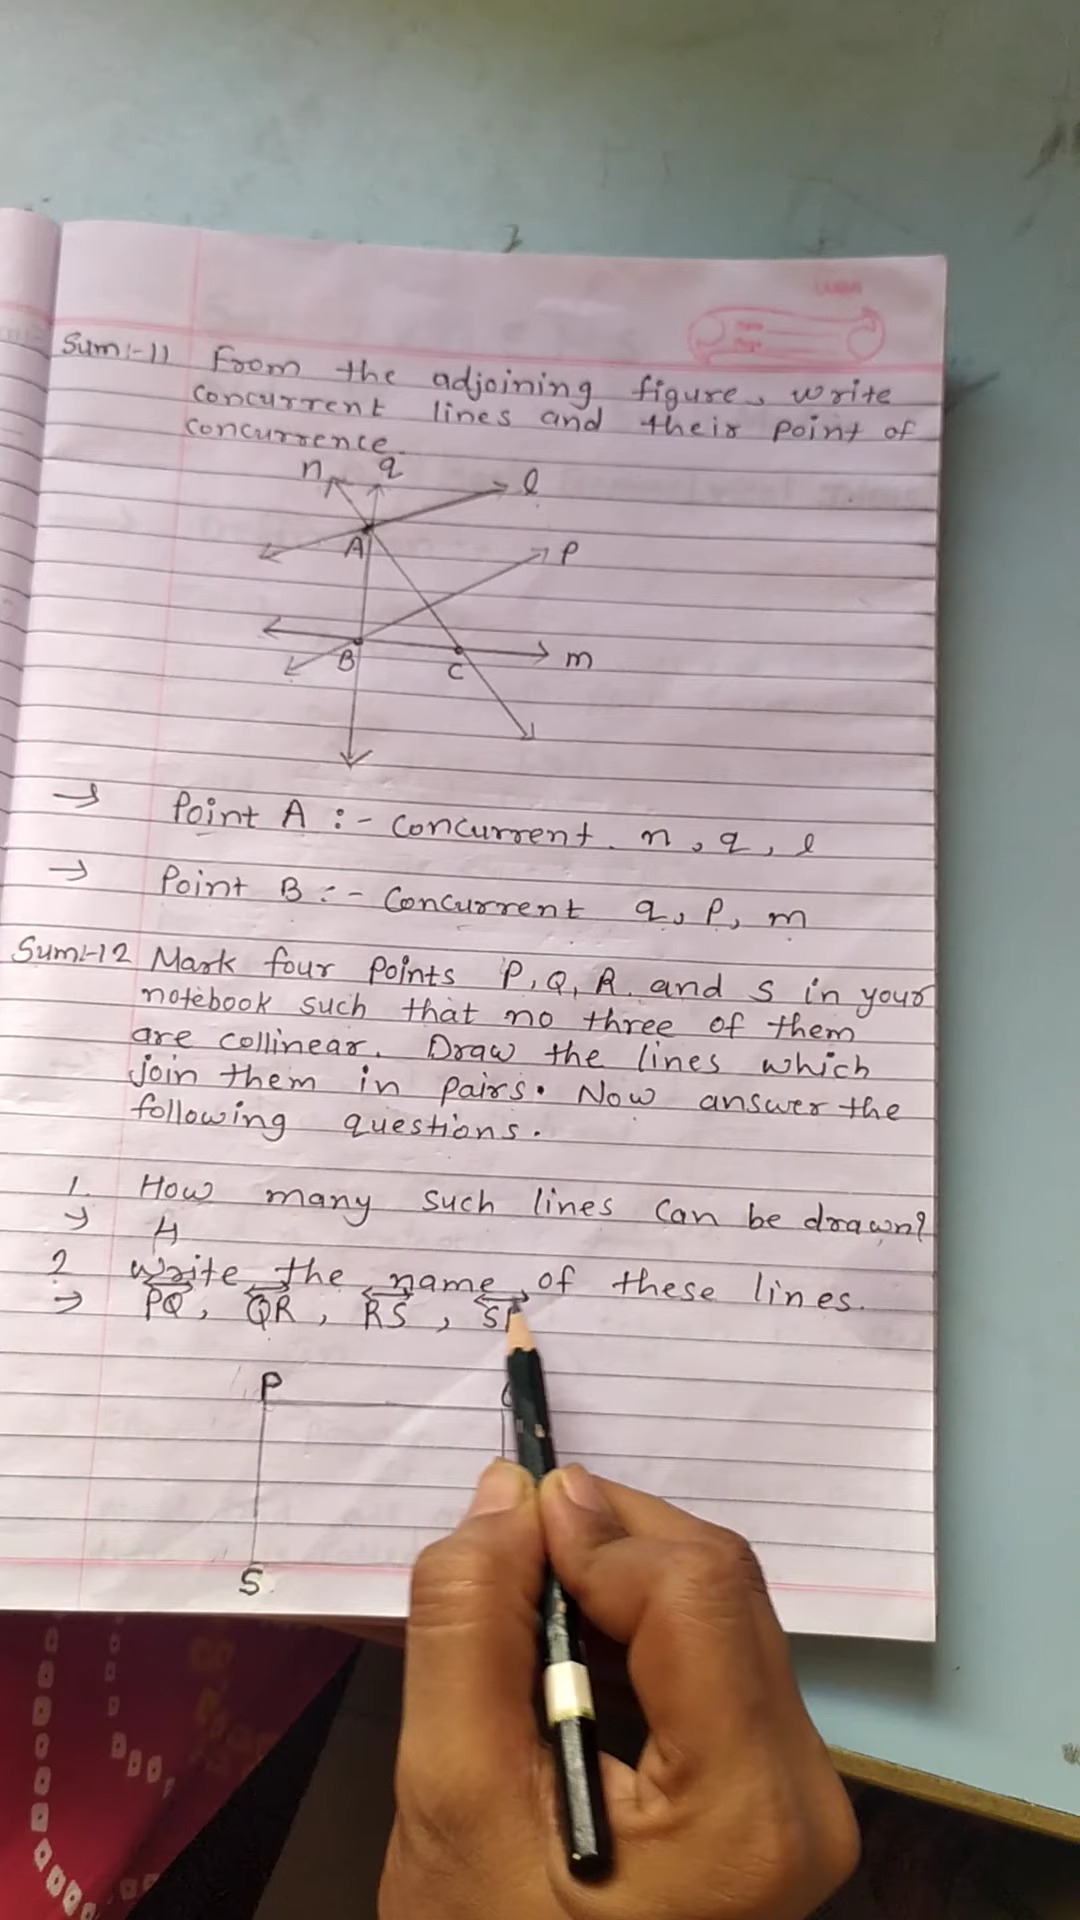 Sum:-11 From the adjoining figure, write
concurrent lines and their point of
concurrence.
n q l
A p
B C m
→ Point A :- concurrent. n, q, l
→ Point B :- Concurrent q, P, m
Sum:-12 Mark four points P, Q, R. and S in your
notebook such that no three of them
are collinear. Draw the lines which
join them in pairs. Now answer the
following questions.
1. How many such lines can be drawn?
→ 4
2 Write the name of these lines.
→ PQ, QR, RS,
P
S